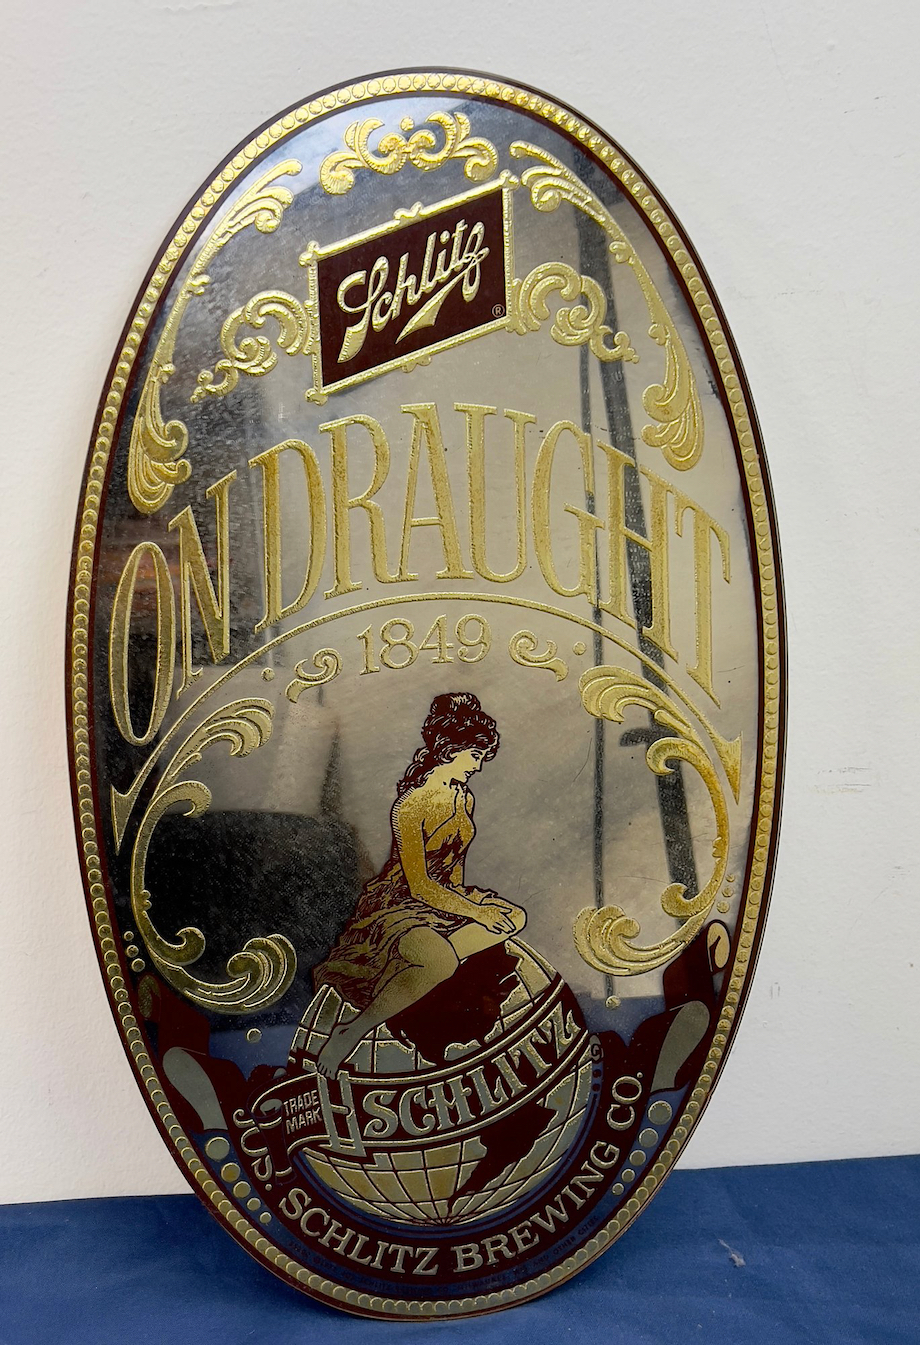 Schlitz
®
ON DRAUGHT
1849
TRADE
MARK
SCHLITZ
JOS. SCHLITZ BREWING CO.